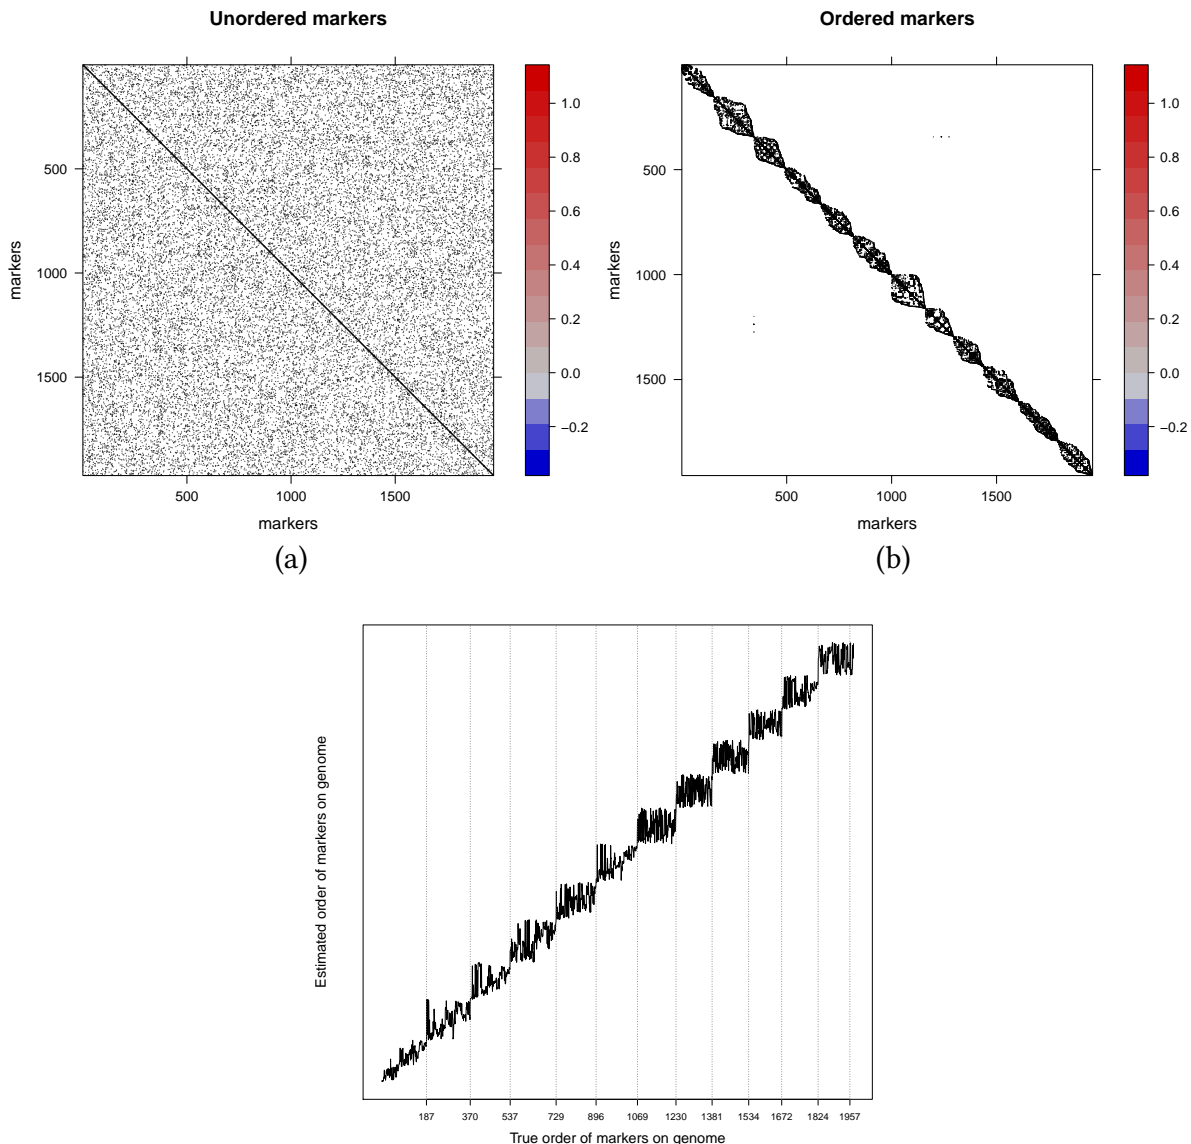 Unordered markers
Ordered markers
markers
500
1000
1500
500
1000
1500
markers
1.0
0.8
0.6
0.4
0.2
0.0
−0.2
(a)
markers
500
1000
1500
500
1000
1500
markers
1.0
0.8
0.6
0.4
0.2
0.0
−0.2
(b)
Estimated order of markers on genome
187 370 537 729 896 1069 1230 1381 1534 1672 1824 1957
True order of markers on genome